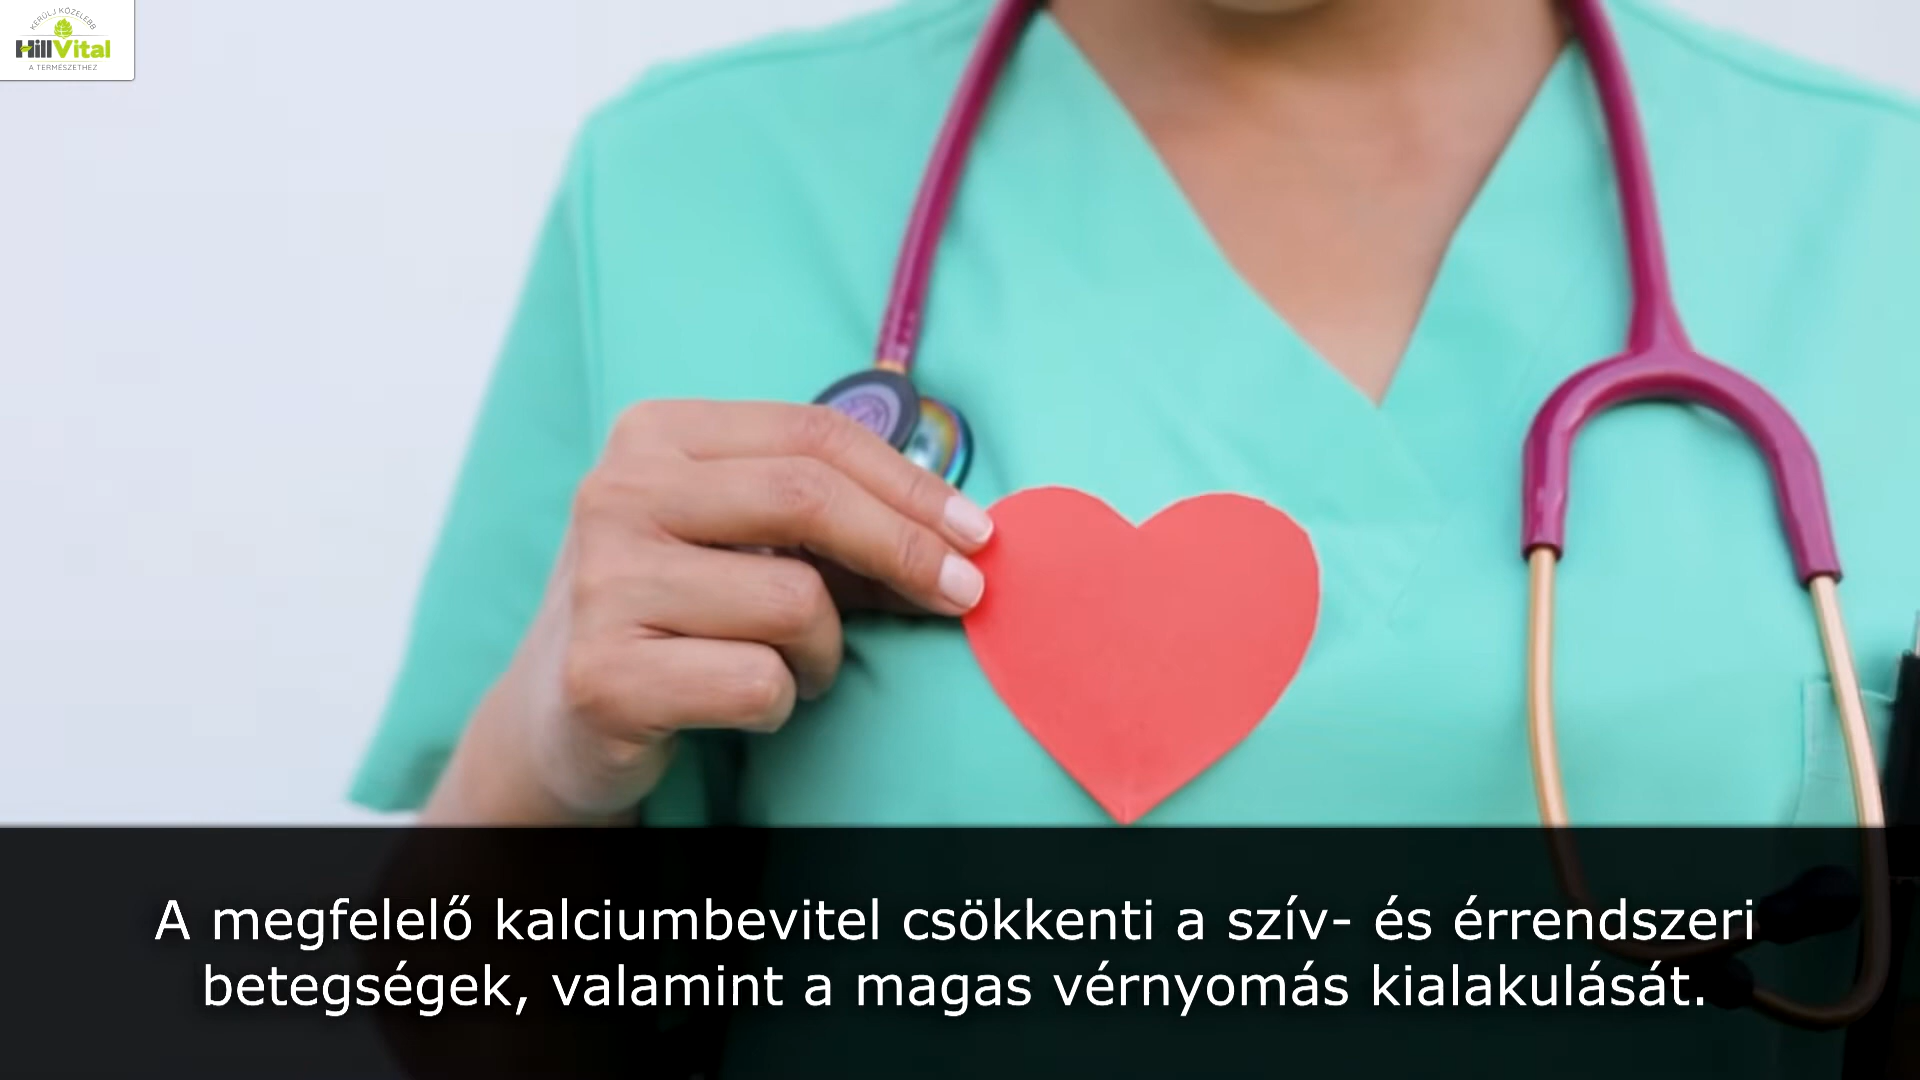 KERÜLJ KÖZELEBB
HillVital
A TERMÉSZETHEZ
A megfelelő kalciumbevitel csökkenti a szív- és érrendszeri
betegségek, valamint a magas vérnyomás kialakulását.